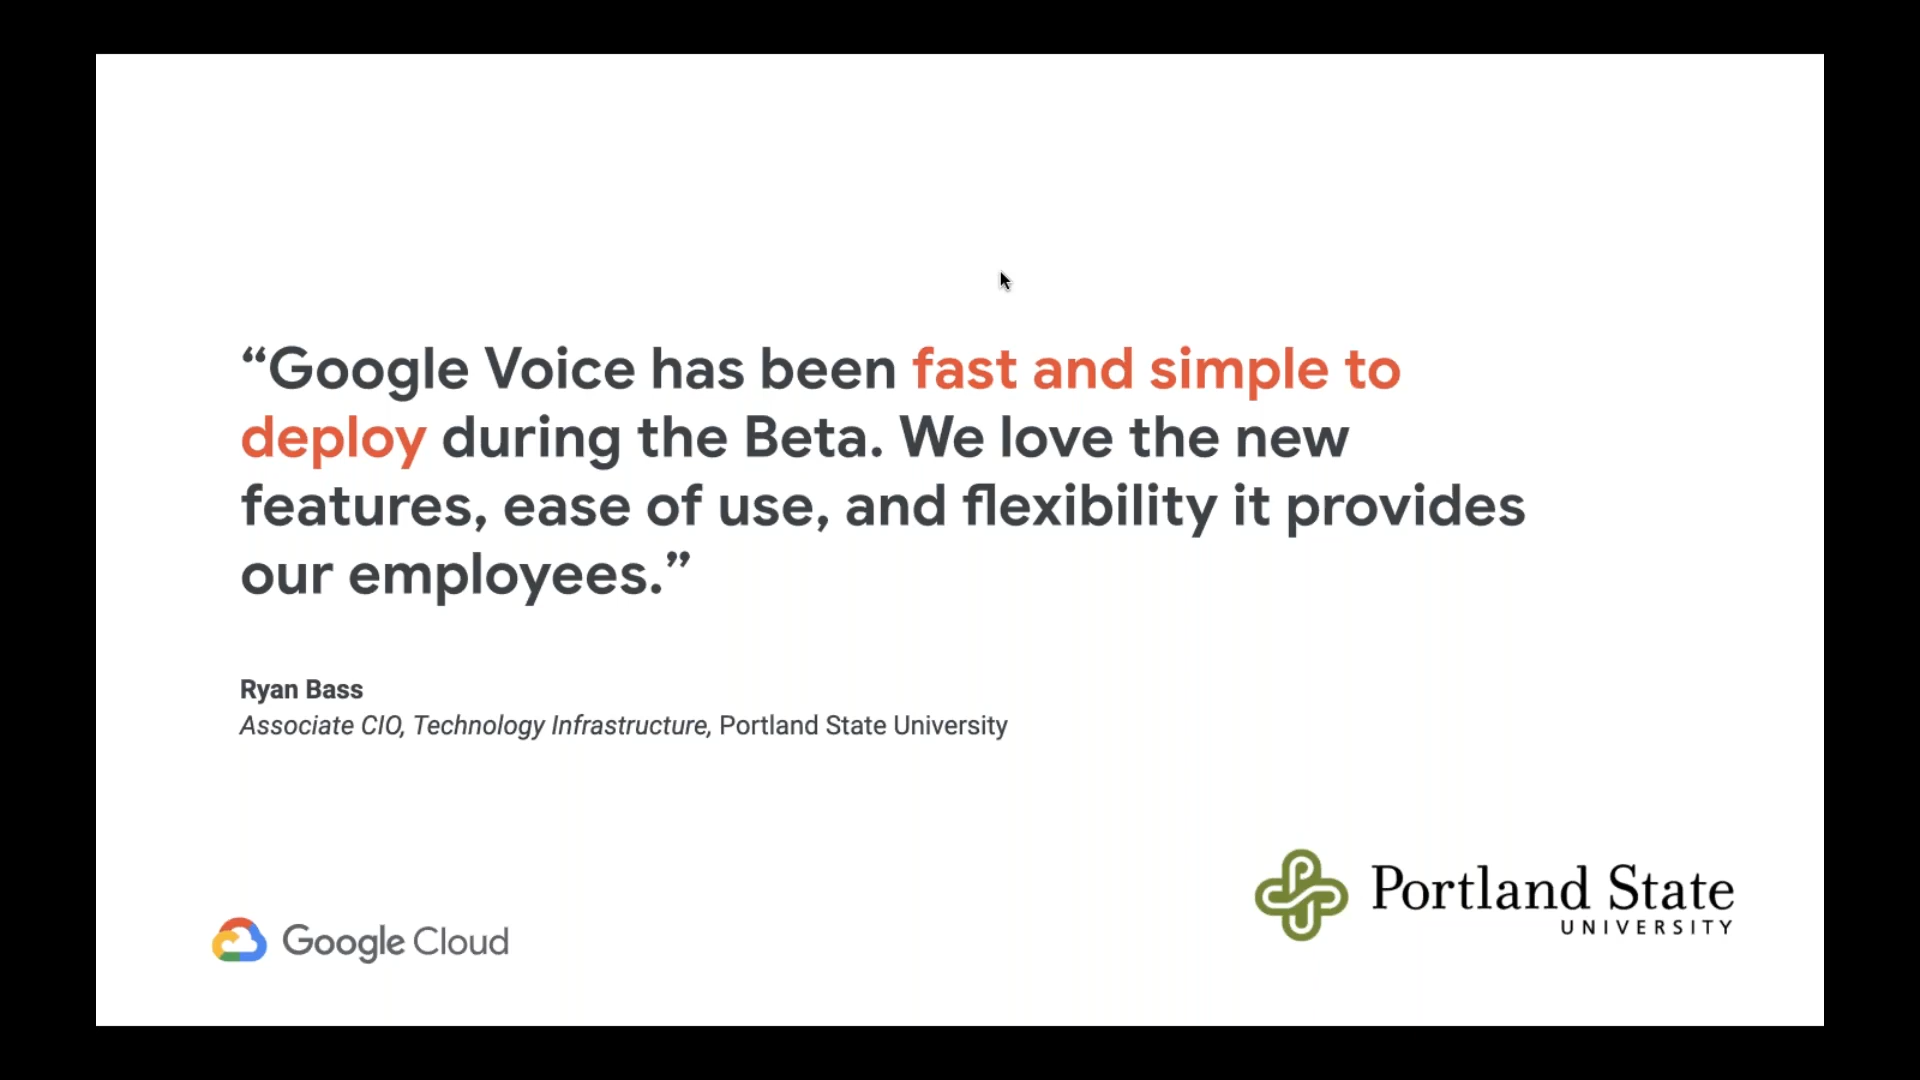 “Google Voice has been fast and simple to
deploy during the Beta. We love the new
features, ease of use, and flexibility it provides
our employees.”
Ryan Bass
Associate CIO, Technology Infrastructure, Portland State University
Google Cloud
Portland State
UNIVERSITY